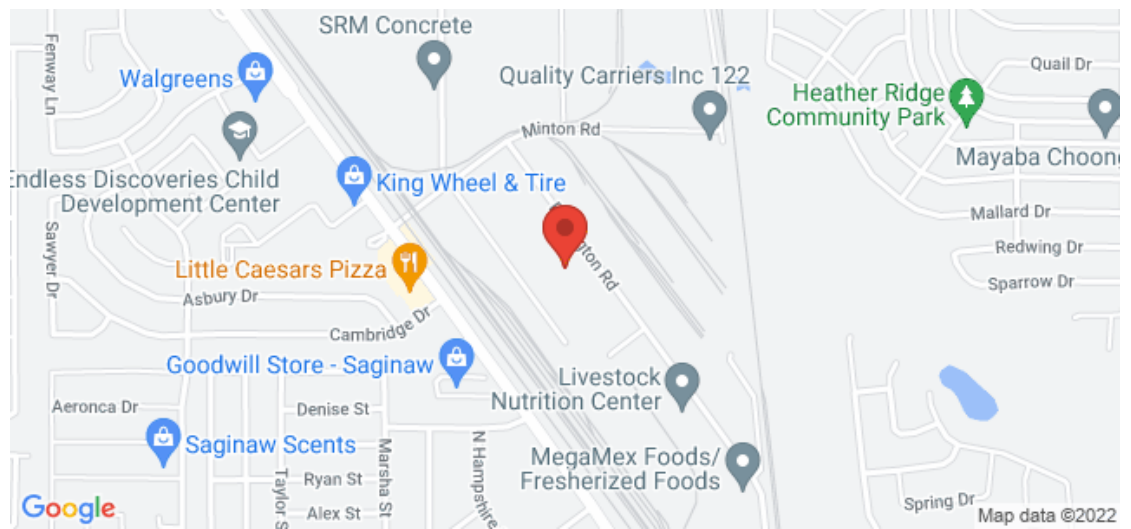 SRM Concrete
Fenway Ln
Walgreens
Quality Carriers Inc 122
Quail Dr
Heather Ridge
Community Park
Minton Rd
Mayaba Choong
Endless Discoveries Child
Development Center
King Wheel & Tire
Mallard Dr
Sawyer Dr
Redwing Dr
Little Caesars Pizza
ngton Rd
Sparrow Dr
Asbury Dr
Cambridge Dr
Goodwill Store - Saginaw
Livestock
Nutrition Center
Aeronca Dr
Denise St
Saginaw Scents
Marsha St
N Hampshire
MegaMex Foods/
Fresherized Foods
Taylor S
Ryan St
Alex St
Spring Dr
Google
Map data ©2022